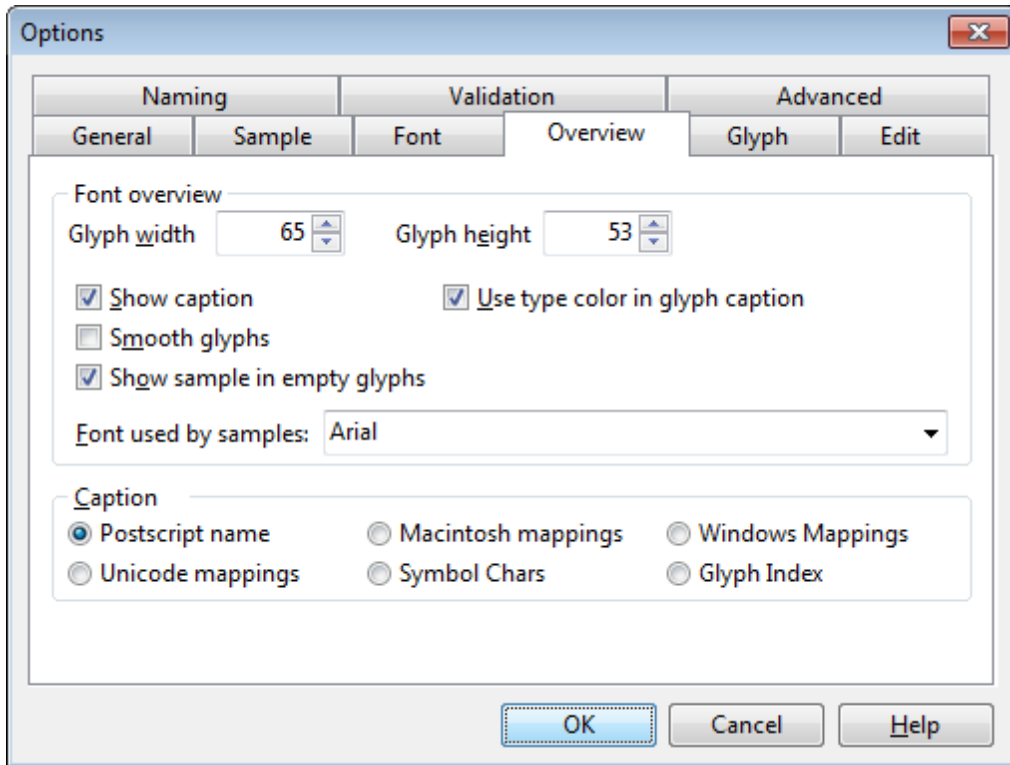 Options
Naming Validation Advanced
General Sample Font Overview Glyph Edit
Font overview
Glyph width 65 Glyph height 53
Show caption Use type color in glyph caption
Smooth glyphs
Show sample in empty glyphs
Font used by samples: Arial
Caption
Postscript name Macintosh mappings Windows Mappings
Unicode mappings Symbol Chars Glyph Index
OK Cancel Help